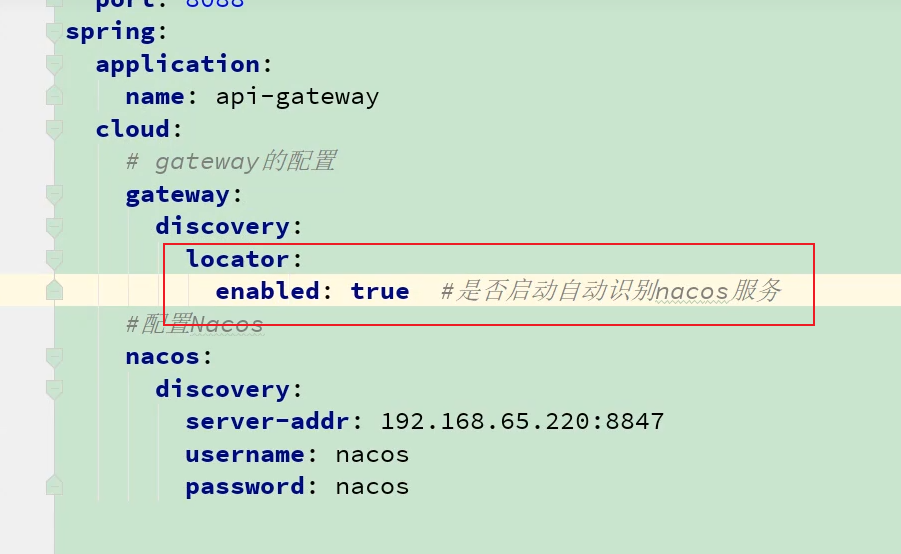 port: 8088
spring:
application:
name: api-gateway
cloud:
# gateway的配置
gateway:
discovery:
locator:
enabled: true #是否启动自动识别nacos服务
#配置Nacos
nacos:
discovery:
server-addr: 192.168.65.220:8847
username: nacos
password: nacos